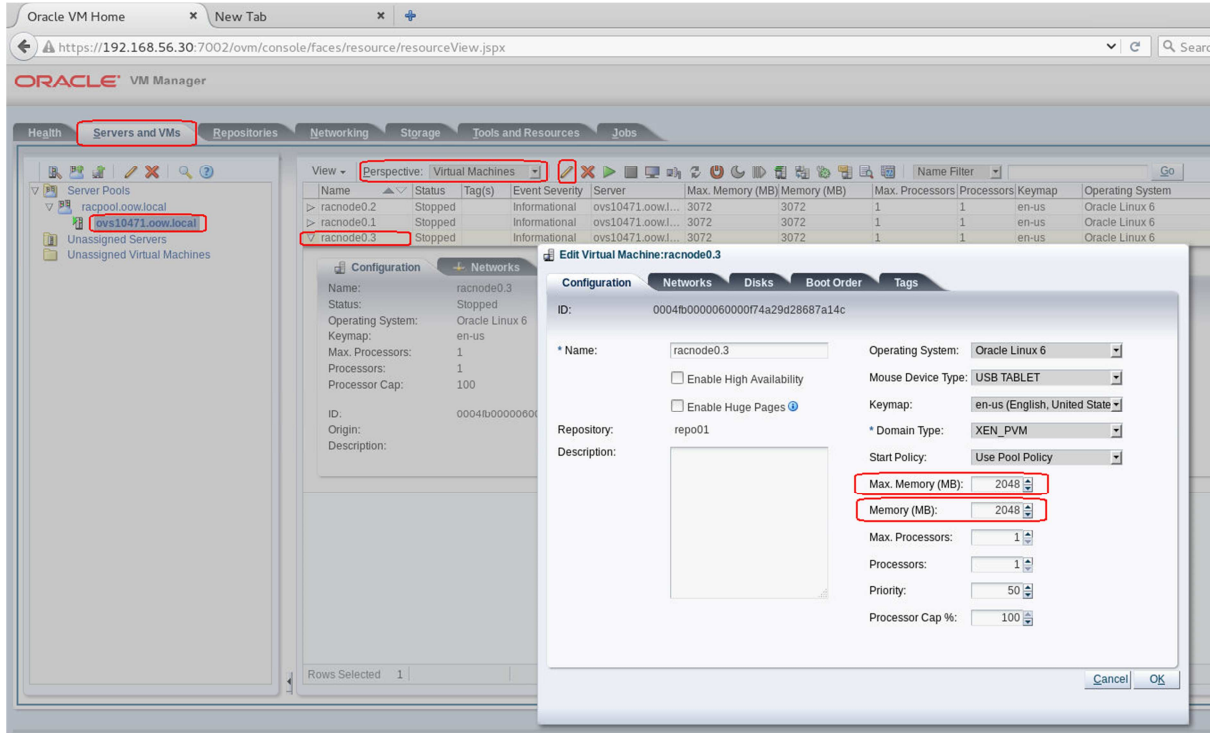 Oracle VM Home × New Tab ×
https://192.168.56.30:7002/ovm/console/faces/resource/resourceView.jspx Sear
ORACLE VM Manager
Health Servers and VMs Repositories Networking Storage Tools and Resources Jobs
View Perspective: Virtual Machines Name Filter Go
Server Pools
racpool.oow.local
ovs10471.oow.local
Unassigned Servers
Unassigned Virtual Machines
Name Status Tag(s) Event Severity Server Max. Memory (MB) Memory (MB) Max. Processors Processors Keymap Operating System
racnode0.2 Stopped Informational ovs10471.oow.l... 3072 3072 1 1 en-us Oracle Linux 6
racnode0.1 Stopped Informational ovs10471.oow.l... 3072 3072 1 1 en-us Oracle Linux 6
racnode0.3 Stopped Informational ovs10471.oow.l... 3072 3072 1 1 en-us Oracle Linux 6
Configuration Networks
Name: racnode0.3
Status: Stopped
Operating System: Oracle Linux 6
Keymap: en-us
Max. Processors: 1
Processors: 1
Processor Cap: 100
ID: 0004fb00000600
Origin:
Description:
Rows Selected 1
Edit Virtual Machine:racnode0.3
Configuration Networks Disks Boot Order Tags
ID: 0004fb0000060000f74a29d28687a14c
* Name: racnode0.3
Enable High Availability
Enable Huge Pages
Repository: repo01
Description:
Operating System: Oracle Linux 6
Mouse Device Type: USB TABLET
Keymap: en-us (English, United State
* Domain Type: XEN_PVM
Start Policy: Use Pool Policy
Max. Memory (MB): 2048
Memory (MB): 2048
Max. Processors: 1
Processors: 1
Priority: 50
Processor Cap %: 100
Cancel OK